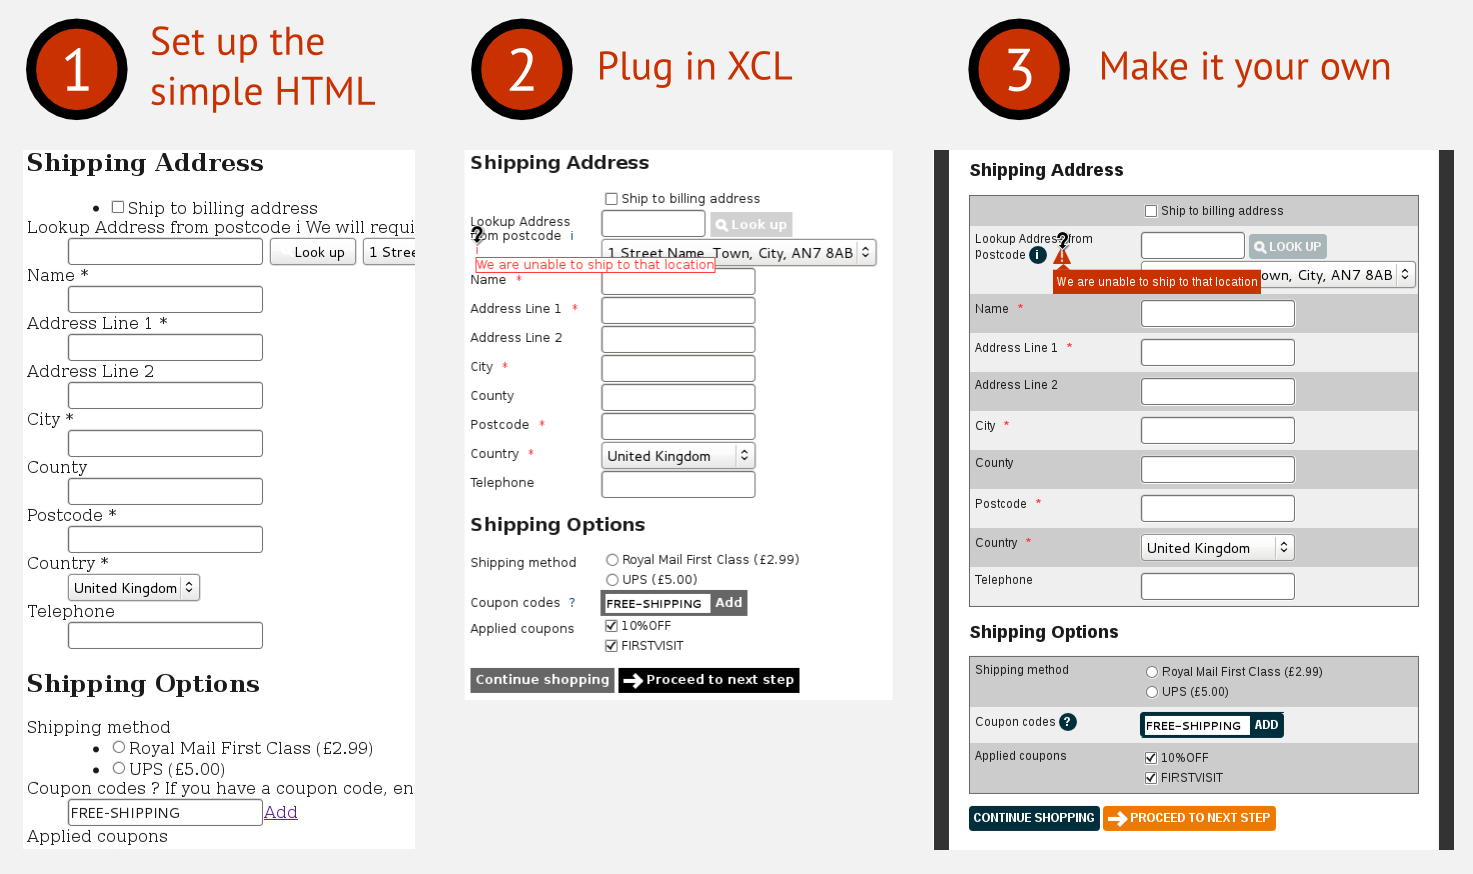 1
Set up the
simple HTML
Shipping Address
Ship to billing address
Lookup Address from postcode i We will requi
Look up
1 Stree
Name *
Address Line 1 *
Address Line 2
City *
County
Postcode *
Country *
United Kingdom
Telephone
Shipping Options
Shipping method
Royal Mail First Class (£2.99)
UPS (£5.00)
Coupon codes ? If you have a coupon code, en
FREE-SHIPPING Add
Applied coupons
2
Plug in XCL
Shipping Address
Ship to billing address
Lookup Address
from postcode i
Look up
1 Street Name, Town, City, AN7 8AB
?
!
We are unable to ship to that location
Name *
Address Line 1 *
Address Line 2
City *
County
Postcode *
Country *
United Kingdom
Telephone
Shipping Options
Shipping method
Royal Mail First Class (£2.99)
UPS (£5.00)
Coupon codes ?
FREE-SHIPPING Add
Applied coupons
10%OFF
FIRSTVISIT
Continue shopping
Proceed to next step
3
Make it your own
Shipping Address
Ship to billing address
Lookup Address from
Postcode i
?
!
LOOK UP
own, City, AN7 8AB
We are unable to ship to that location
Name *
Address Line 1 *
Address Line 2
City *
County
Postcode *
Country *
United Kingdom
Telephone
Shipping Options
Shipping method
Royal Mail First Class (£2.99)
UPS (£5.00)
Coupon codes ?
FREE-SHIPPING ADD
Applied coupons
10%OFF
FIRSTVISIT
CONTINUE SHOPPING
PROCEED TO NEXT STEP